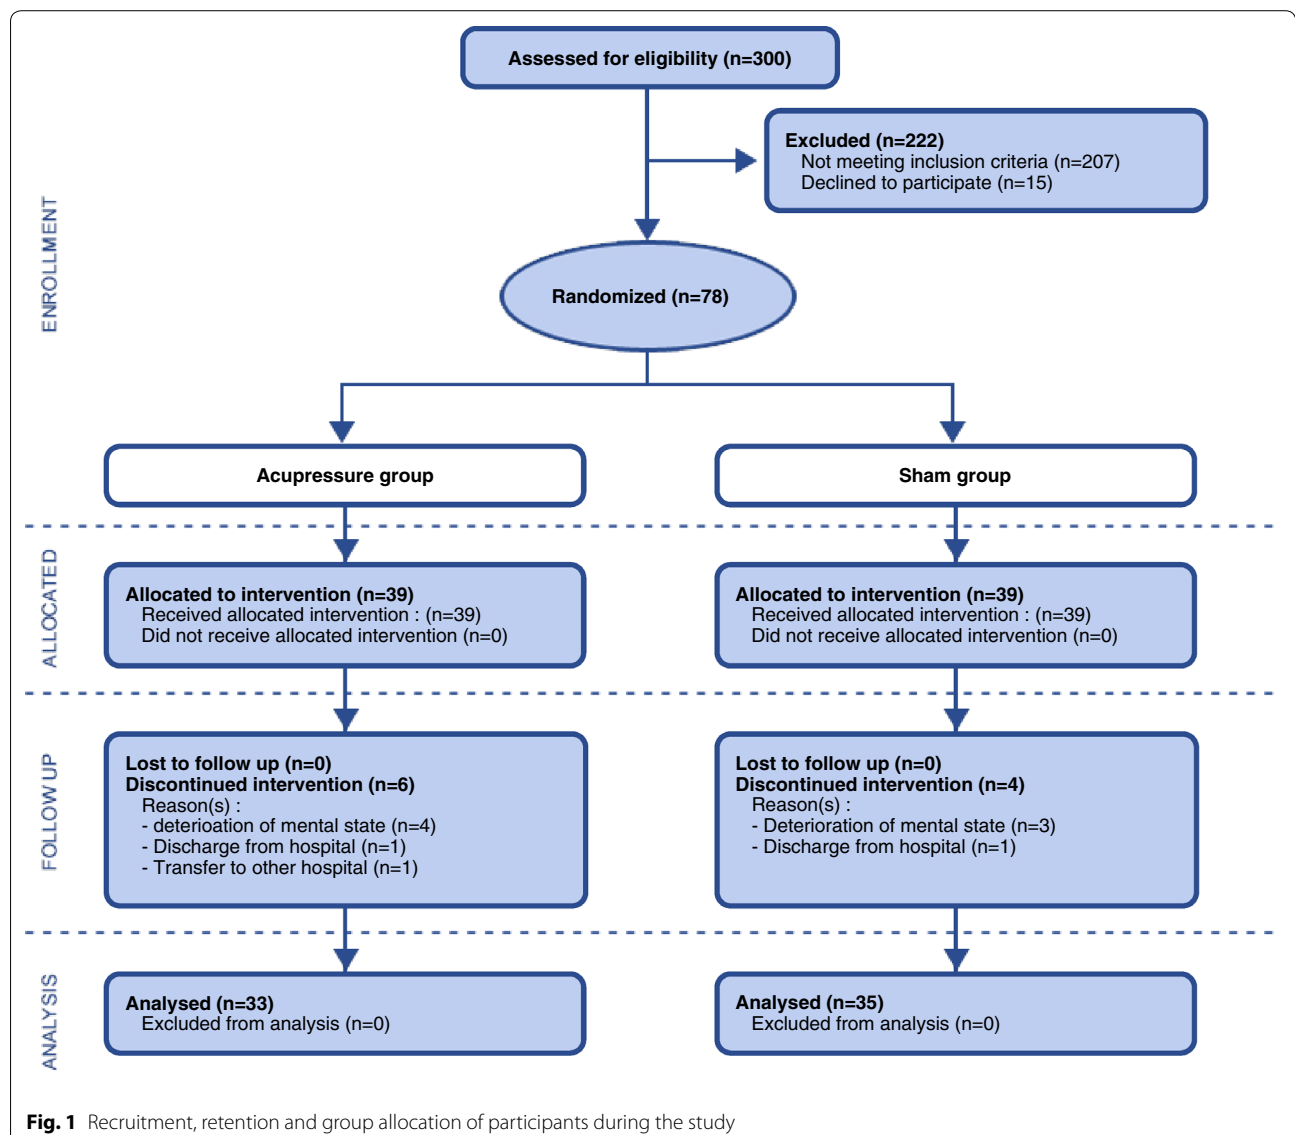 Assessed for eligibility (n=300)
Excluded (n=222)
Not meeting inclusion criteria (n=207)
Declined to participate (n=15)
ENROLLMENT
Randomized (n=78)
Acupressure group
Sham group
ALLOCATED
Allocated to intervention (n=39)
Received allocated intervention : (n=39)
Did not receive allocated intervention (n=0)
Allocated to intervention (n=39)
Received allocated intervention : (n=39)
Did not receive allocated intervention (n=0)
FOLLOW UP
Lost to follow up (n=0)
Discontinued intervention (n=6)
Reason(s) :
- deterioation of mental state (n=4)
- Discharge from hospital (n=1)
- Transfer to other hospital (n=1)
Lost to follow up (n=0)
Discontinued intervention (n=4)
Reason(s) :
- Deterioration of mental state (n=3)
- Discharge from hospital (n=1)
ANALYSIS
Analysed (n=33)
Excluded from analysis (n=0)
Analysed (n=35)
Excluded from analysis (n=0)
Fig. 1 Recruitment, retention and group allocation of participants during the study